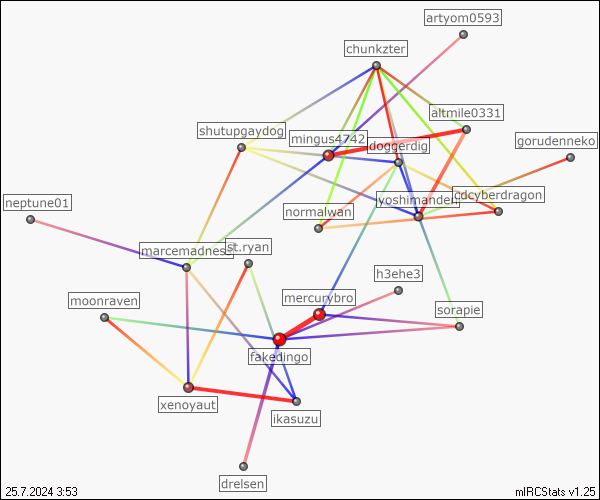 artyom0593
chunkzter
altmile0331
shutupgaydog
mingus4742
doggerdig
gorudenneko
neptune01
yoshimanden
cdcyberdragon
normalwan
marcemadness
st.ryan
h3ehe3
moonraven
mercurybro
sorapie
fakedingo
xenoyaut
ikasuzu
drelsen
25.7.2024 3:53
mIRCStats v1.25